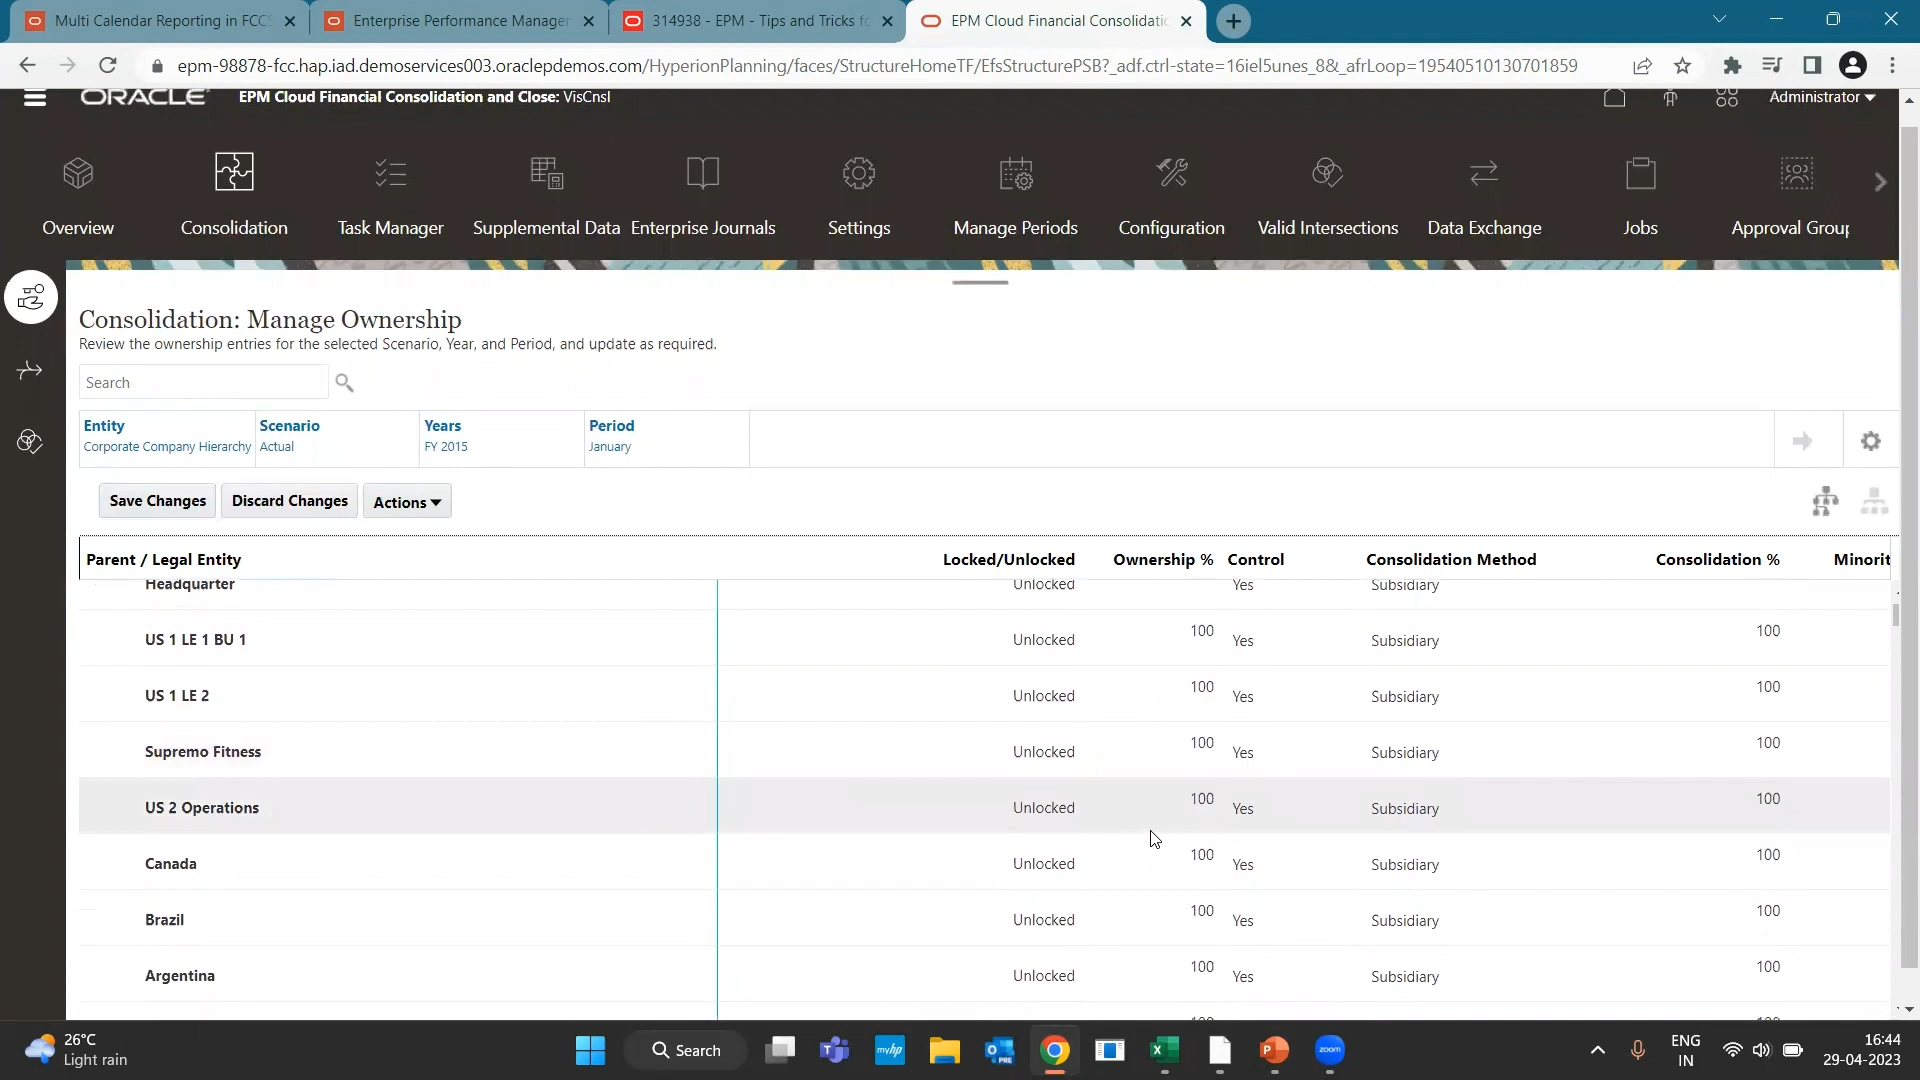 Multi Calendar Reporting in FCCS
Enterprise Performance Manage
314938 - EPM - Tips and Tricks fo
EPM Cloud Financial Consolidatio
epm-98878-fcc.hap.iad.demoservices003.oraclepdemos.com/HyperionPlanning/faces/StructureHomeTF/EfsStructurePSB?_adf.ctrl-state=16iel5unes_8&_afrLoop=19540510130701859
ORACLE EPM Cloud Financial Consolidation and Close: VisCnsl Administrator
Overview Consolidation Task Manager Supplemental Data Enterprise Journals Settings Manage Periods Configuration Valid Intersections Data Exchange Jobs Approval Group
Consolidation: Manage Ownership
Review the ownership entries for the selected Scenario, Year, and Period, and update as required.
Search
Entity Scenario Years Period
Corporate Company Hierarchy Actual FY 2015 January
Save Changes Discard Changes Actions
Parent / Legal Entity Locked/Unlocked Ownership % Control Consolidation Method Consolidation % Minorit
Headquarter Unlocked Yes Subsidiary
US 1 LE 1 BU 1 Unlocked 100 Yes Subsidiary 100
US 1 LE 2 Unlocked 100 Yes Subsidiary 100
Supremo Fitness Unlocked 100 Yes Subsidiary 100
US 2 Operations Unlocked 100 Yes Subsidiary 100
Canada Unlocked 100 Yes Subsidiary 100
Brazil Unlocked 100 Yes Subsidiary 100
Argentina Unlocked 100 Yes Subsidiary 100
100 100
26°C
Light rain
Search
myhp
PRE
zoom
ENG
IN
16:44
29-04-2023